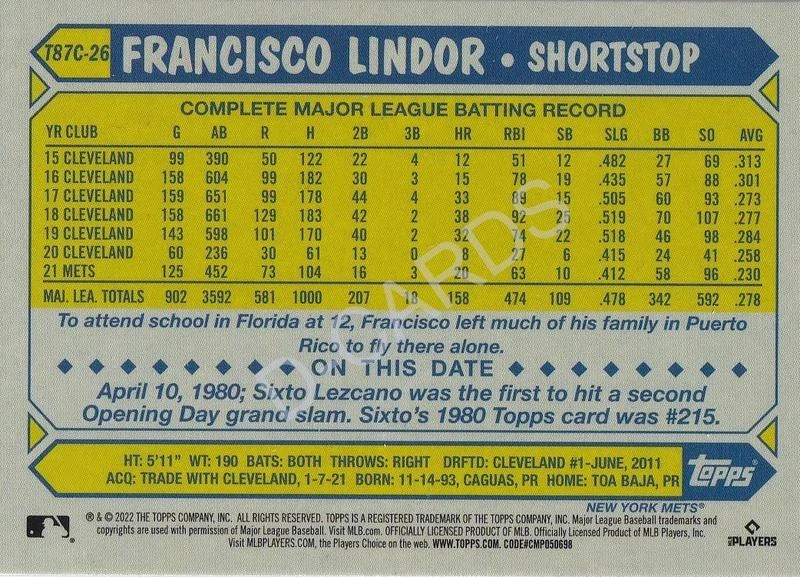 T87C-26 FRANCISCO LINDOR • SHORTSTOP
COMPLETE MAJOR LEAGUE BATTING RECORD
YR CLUB G AB R H 2B 3B HR RBI SB SLG BB SO AVG
15 CLEVELAND 99 390 50 122 22 4 12 51 12 .482 27 69 .313
16 CLEVELAND 158 604 99 182 30 3 15 78 19 .435 57 88 .301
17 CLEVELAND 159 651 99 178 44 4 33 89 15 .505 60 93 .273
18 CLEVELAND 158 661 129 183 42 2 38 92 25 .519 70 107 .277
19 CLEVELAND 143 598 101 170 40 2 32 74 22 .518 46 98 .284
20 CLEVELAND 60 236 30 61 13 0 8 27 6 .415 24 41 .258
21 METS 125 452 73 104 16 3 20 63 10 .412 58 96 .230
MAJ. LEA. TOTALS 902 3592 581 1000 207 18 158 474 109 .478 342 592 .278
To attend school in Florida at 12, Francisco left much of his family in Puerto
Rico to fly there alone.
ON THIS DATE
April 10, 1980; Sixto Lezcano was the first to hit a second
Opening Day grand slam. Sixto's 1980 Topps card was #215.
HT: 5'11" WT: 190 BATS: BOTH THROWS: RIGHT DRFTD: CLEVELAND #1-JUNE, 2011
ACQ: TRADE WITH CLEVELAND, 1-7-21 BORN: 11-14-93, CAGUAS, PR HOME: TOA BAJA, PR
Topps
NEW YORK METS®
® & © 2022 THE TOPPS COMPANY, INC. ALL RIGHTS RESERVED. TOPPS IS A REGISTERED TRADEMARK OF THE TOPPS COMPANY, INC. Major League Baseball trademarks and
copyrights are used with permission of Major League Baseball. Visit MLB.com. OFFICIALLY LICENSED PRODUCT OF MLB. Officially Licensed Product of MLB Players, Inc.
Visit MLBPLAYERS.com, the Players Choice on the web. WWW.TOPPS.COM. CODE#CMP050698
MLB PLAYERS
CARDS